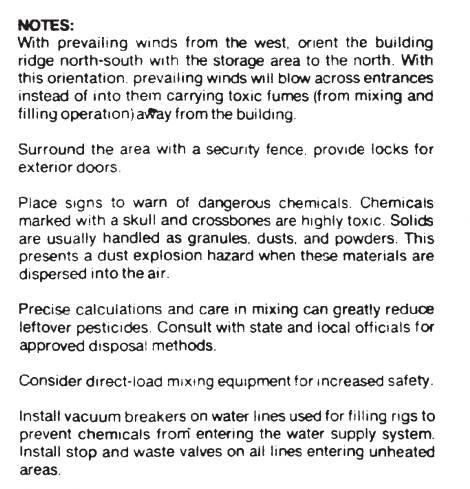 NOTES:
With prevailing winds from the west, orient the building
ridge north-south with the storage area to the north. With
this orientation, prevailing winds will blow across entrances
instead of into them carrying toxic fumes (from mixing and
filling operation) away from the building.
Surround the area with a security fence, provide locks for
exterior doors.
Place signs to warn of dangerous chemicals. Chemicals
marked with a skull and crossbones are highly toxic. Solids
are usually handled as granules, dusts, and powders. This
presents a dust explosion hazard when these materials are
dispersed into the air.
Precise calculations and care in mixing can greatly reduce
leftover pesticides. Consult with state and local officials for
approved disposal methods.
Consider direct-load mixing equipment for increased safety.
Install vacuum breakers on water lines used for filling rigs to
prevent chemicals from entering the water supply system.
Install stop and waste valves on all lines entering unheated
areas.